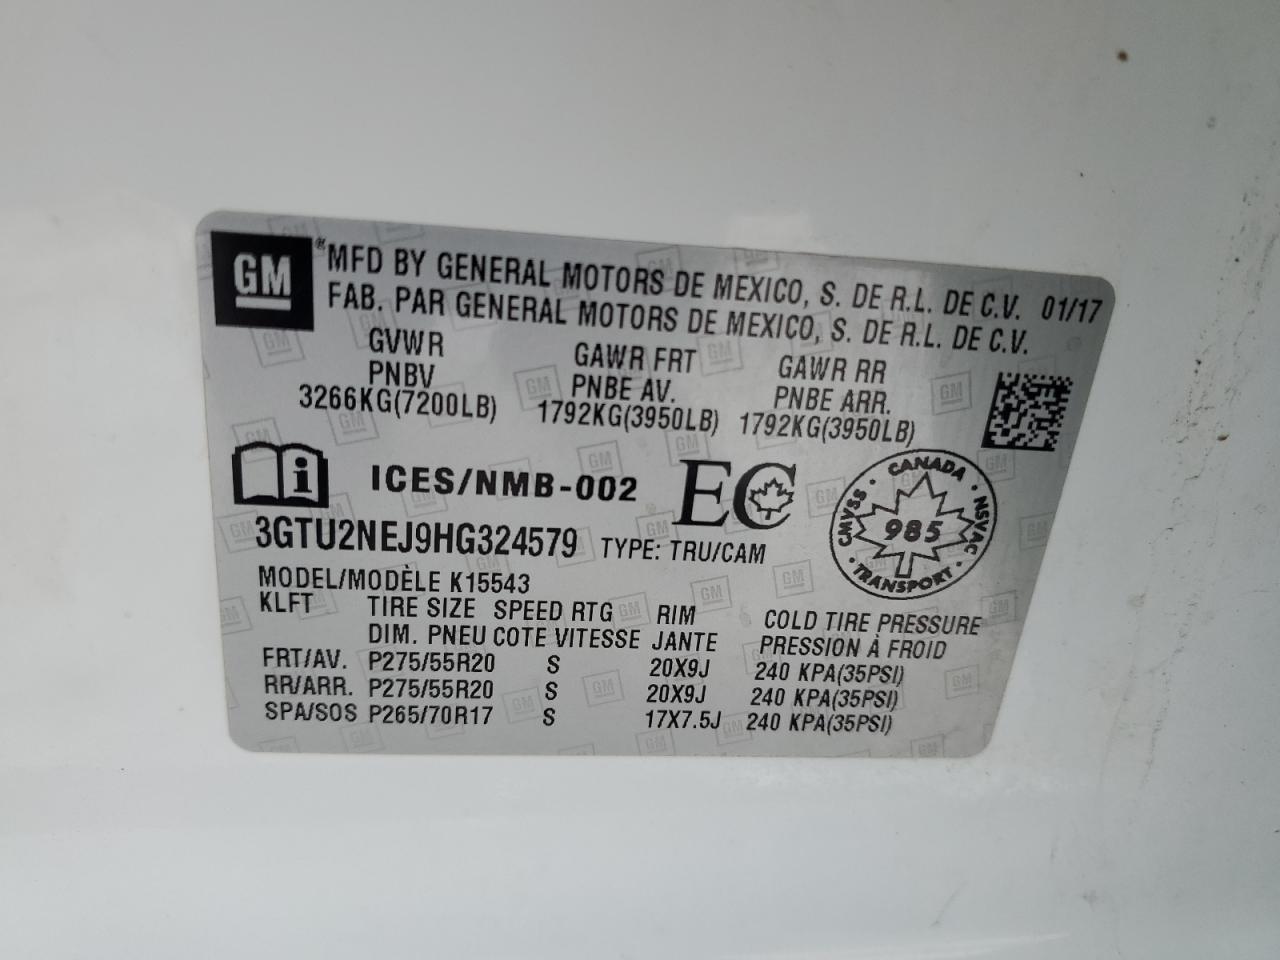 GM ® MFD BY GENERAL MOTORS DE MEXICO, S. DE R.L. DE C.V. 01/17
FAB. PAR GENERAL MOTORS DE MEXICO, S. DE R.L. DE C.V.
GVWR GAWR FRT GAWR RR
PNBV PNBE AV. PNBE ARR.
3266KG(7200LB) 1792KG(3950LB) 1792KG(3950LB)
ICES/NMB-002 EC
CANADA
CMVSS 985 NSVAC
TRANSPORT
3GTU2NEJ9HG324579 TYPE: TRU/CAM
MODEL/MODÈLE K15543
KLFT TIRE SIZE SPEED RTG RIM COLD TIRE PRESSURE
DIM. PNEU COTE VITESSE JANTE PRESSION À FROID
FRT/AV. P275/55R20 S 20X9J 240 KPA(35PSI)
RR/ARR. P275/55R20 S 20X9J 240 KPA(35PSI)
SPA/SOS P265/70R17 S 17X7.5J 240 KPA(35PSI)